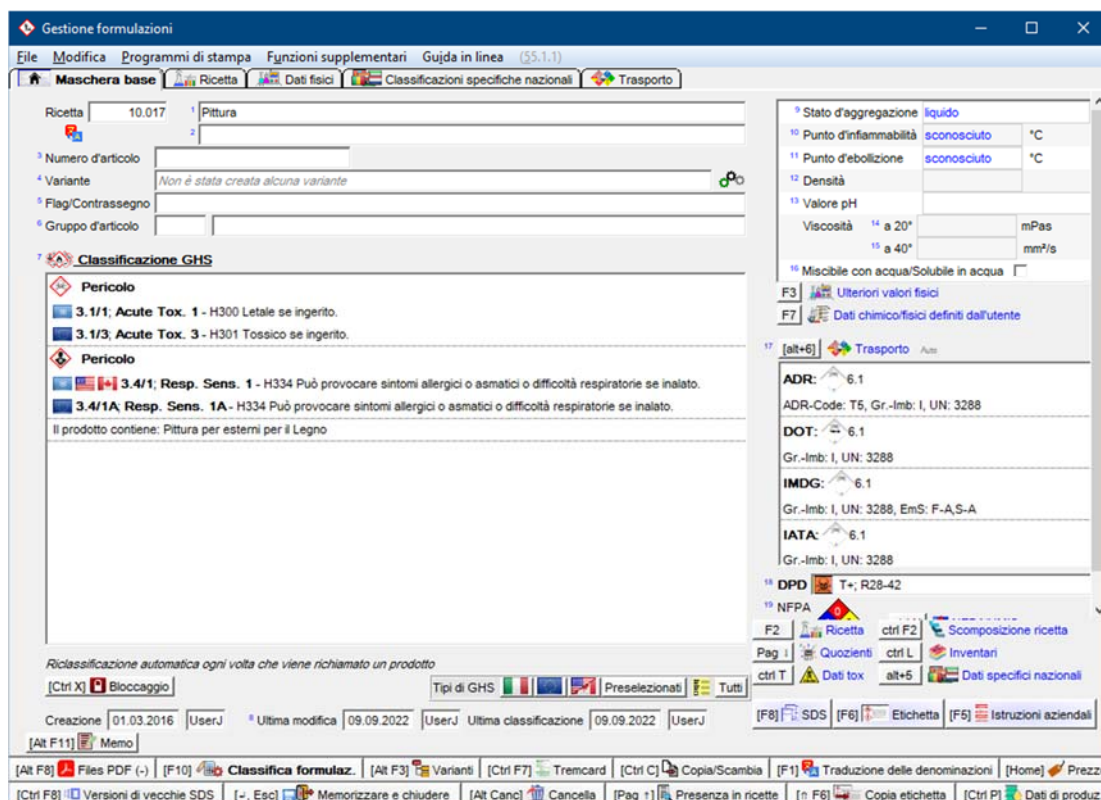 Gestione formulazioni
File Modifica Programmi di stampa Funzioni supplementari Guida in linea (55.1.1)
Maschera base Ricetta Dati fisici Classificazioni specifiche nazionali Trasporto
Ricetta 10.017 1 Pittura
2
3 Numero d'articolo
4 Variante Non è stata creata alcuna variante
5 Flag/Contrassegno
6 Gruppo d'articolo
7 Classificazione GHS
Pericolo
3.1/1; Acute Tox. 1 - H300 Letale se ingerito.
3.1/3; Acute Tox. 3 - H301 Tossico se ingerito.
Pericolo
3.4/1; Resp. Sens. 1 - H334 Può provocare sintomi allergici o asmatici o difficoltà respiratorie se inalato.
3.4/1A; Resp. Sens. 1A - H334 Può provocare sintomi allergici o asmatici o difficoltà respiratorie se inalato.
Il prodotto contiene: Pittura per esterni per il Legno
Riclassificazione automatica ogni volta che viene richiamato un prodotto
[Ctrl X] Bloccaggio
Tipi di GHS Preselezionati Tutti
Creazione 01.03.2016 UserJ 8 Ultima modifica 09.09.2022 UserJ Ultima classificazione 09.09.2022 UserJ
[Alt F11] Memo
9 Stato d'aggregazione liquido
10 Punto d'infiammabilità sconosciuto °C
11 Punto d'ebollizione sconosciuto °C
12 Densità
13 Valore pH
Viscosità 14 a 20° mPas
15 a 40° mm²/s
16 Miscibile con acqua/Solubile in acqua
F3 Ulteriori valori fisici
F7 Dati chimico/fisici definiti dall'utente
17 [alt+6] Trasporto Auto
ADR: 6.1
ADR-Code: T5, Gr.-Imb: I, UN: 3288
DOT: 6.1
Gr.-Imb: I, UN: 3288
IMDG: 6.1
Gr.-Imb: I, UN: 3288, EmS: F-A,S-A
IATA: 6.1
Gr.-Imb: I, UN: 3288
18 DPD T+; R28-42
19 NFPA 0
F2 Ricetta ctrl F2 Scomposizione ricetta
Pag ↓ Quozienti ctrl L Inventari
ctrl T Dati tox alt+5 Dati specifici nazionali
[F8] SDS [F6] Etichetta [F5] Istruzioni aziendali
[Alt F8] Files PDF (-) [F10] Classifica formulaz. [Alt F3] Varianti [Ctrl F7] Tremcard [Ctrl C] Copia/Scambia [F1] Traduzione delle denominazioni [Home] Prezz
[Ctrl F8] Versioni di vecchie SDS [↵, Esc] Memorizzare e chiudere [Alt Canc] Cancella [Pag ↑] Presenza in ricette [⇑ F6] Copia etichetta [Ctrl P] Dati di produz